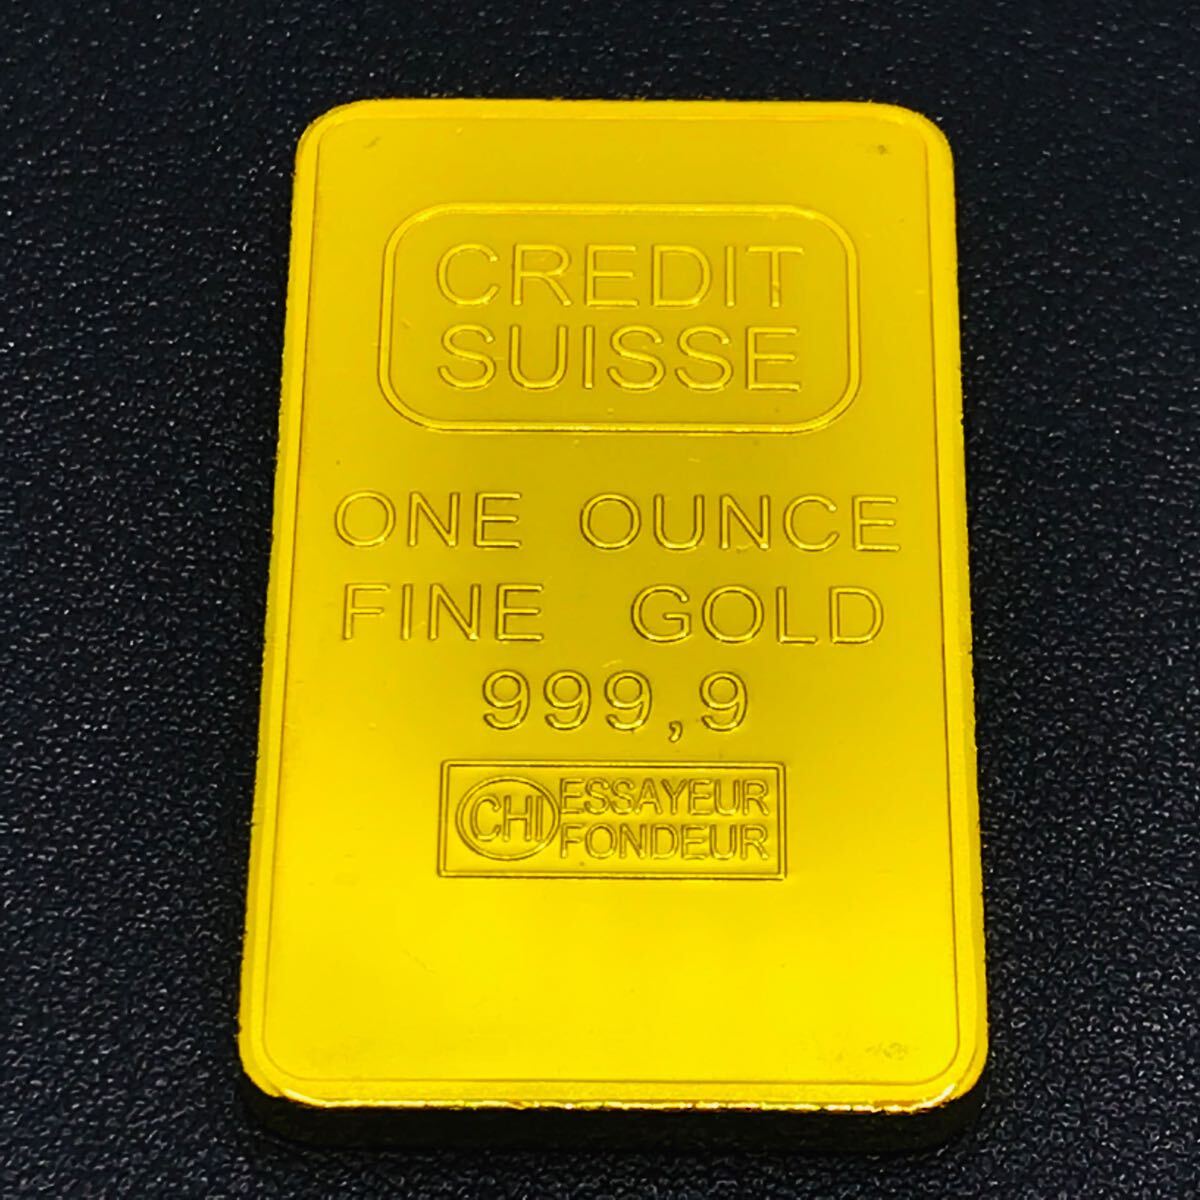 CREDIT
SUISSE
ONE OUNCE
FINE GOLD
999,9
CHI ESSAYEUR
FONDEUR